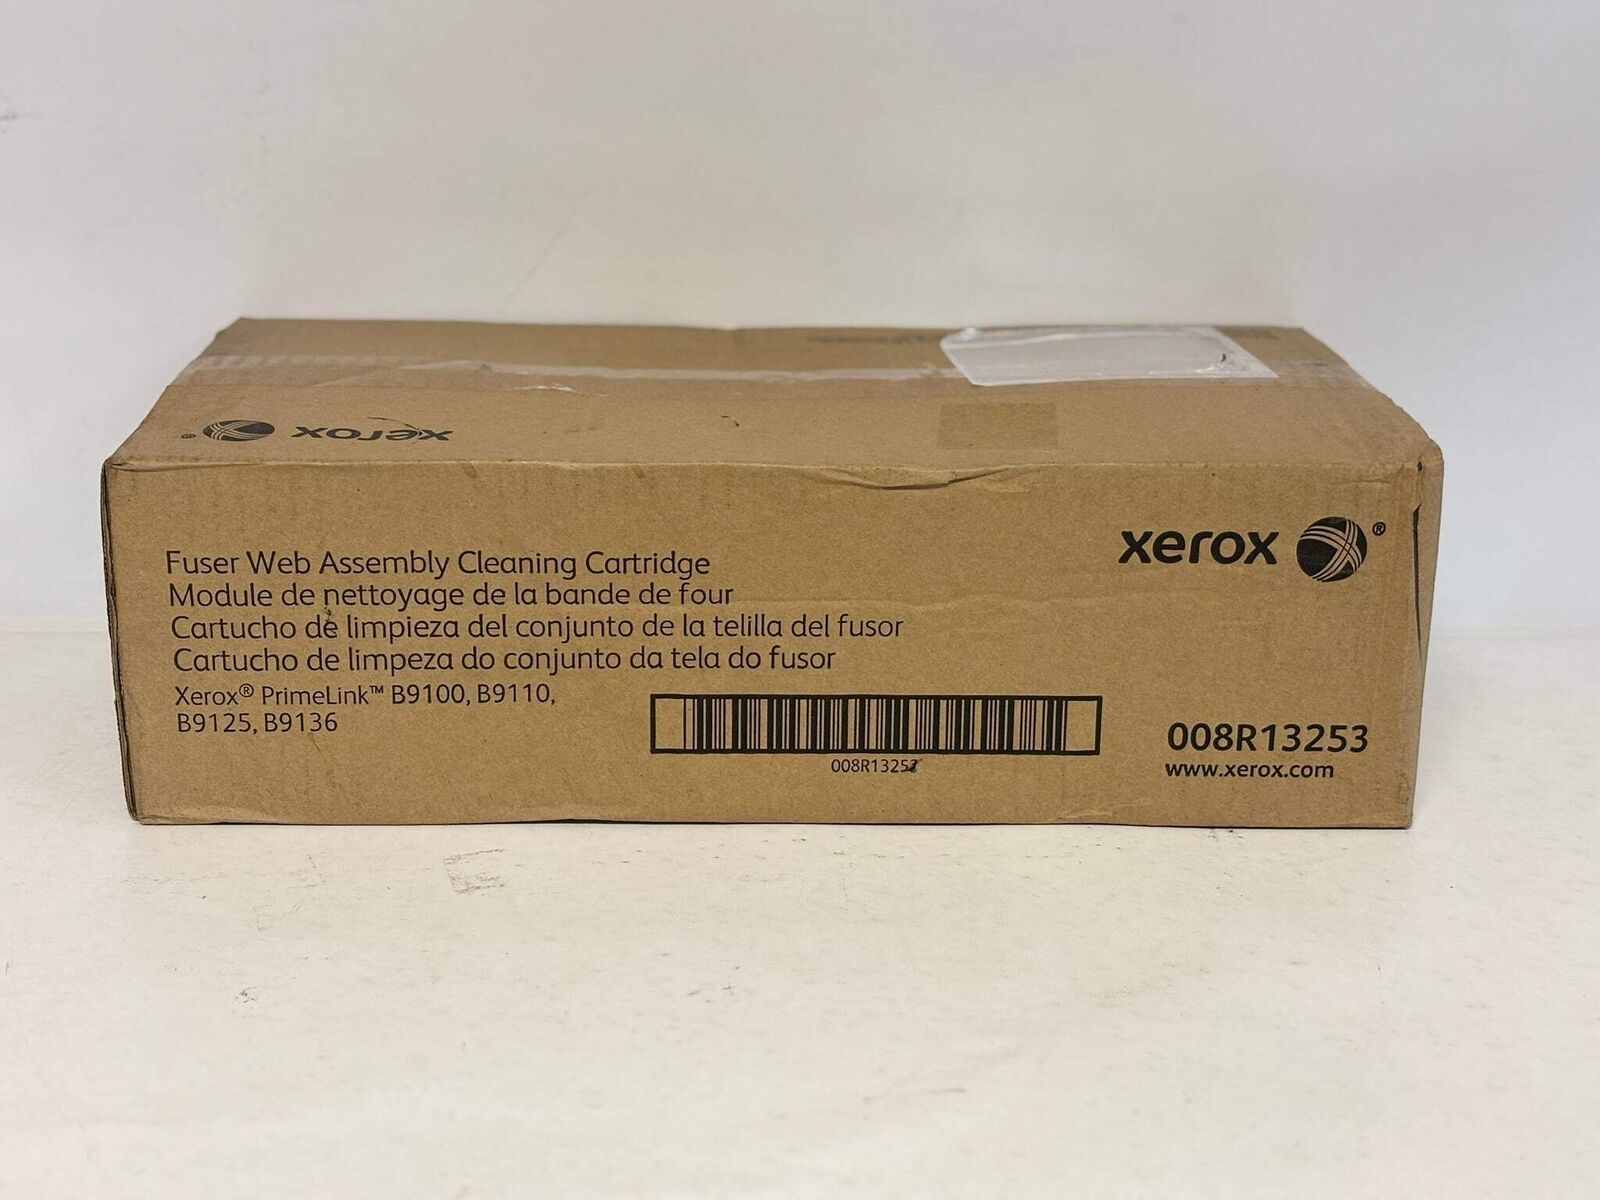 xerox ®
Fuser Web Assembly Cleaning Cartridge
Module de nettoyage de la bande de four
Cartucho de limpieza del conjunto de la telilla del fusor
Cartucho de limpeza do conjunto da tela do fusor
Xerox® PrimeLink™ B9100, B9110,
B9125, B9136
xerox ®
008R13253
008R13253
www.xerox.com